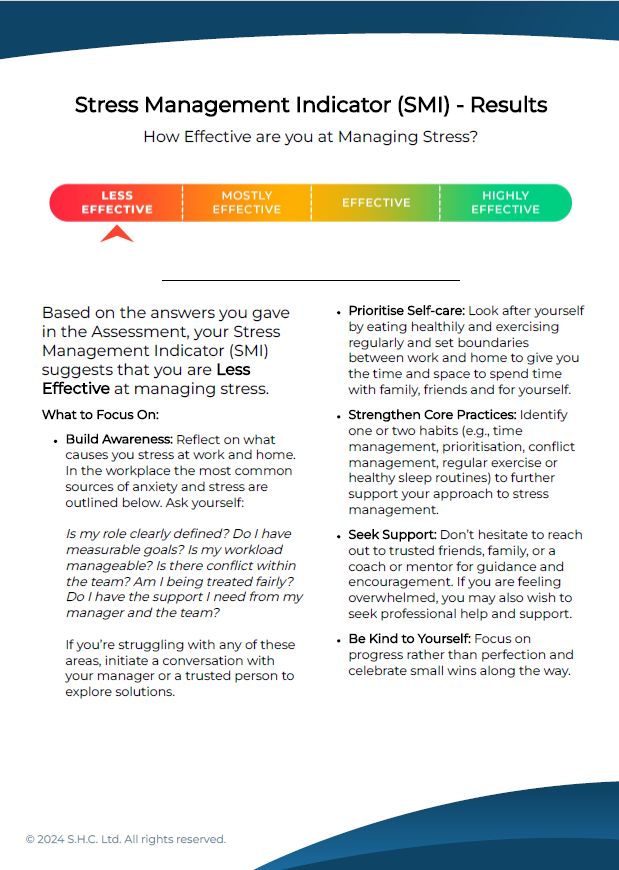 Stress Management Indicator (SMI) - Results
How Effective are you at Managing Stress?
LESS
EFFECTIVE
MOSTLY
EFFECTIVE
EFFECTIVE
HIGHLY
EFFECTIVE
Based on the answers you gave
in the Assessment, your Stress
Management Indicator (SMI)
suggests that you are Less
Effective at managing stress.
What to Focus On:
• Build Awareness: Reflect on what
causes you stress at work and home.
In the workplace the most common
sources of anxiety and stress are
outlined below. Ask yourself:
Is my role clearly defined? Do I have
measurable goals? Is my workload
manageable? Is there conflict within
the team? Am I being treated fairly?
Do I have the support I need from my
manager and the team?
If you're struggling with any of these
areas, initiate a conversation with
your manager or a trusted person to
explore solutions.
• Prioritise Self-care: Look after yourself
by eating healthily and exercising
regularly and set boundaries
between work and home to give you
the time and space to spend time
with family, friends and for yourself.
• Strengthen Core Practices: Identify
one or two habits (e.g., time
management, prioritisation, conflict
management, regular exercise or
healthy sleep routines) to further
support your approach to stress
management.
• Seek Support: Don't hesitate to reach
out to trusted friends, family, or a
coach or mentor for guidance and
encouragement. If you are feeling
overwhelmed, you may also wish to
seek professional help and support.
• Be Kind to Yourself: Focus on
progress rather than perfection and
celebrate small wins along the way.
© 2024 S.H.C. Ltd. All rights reserved.